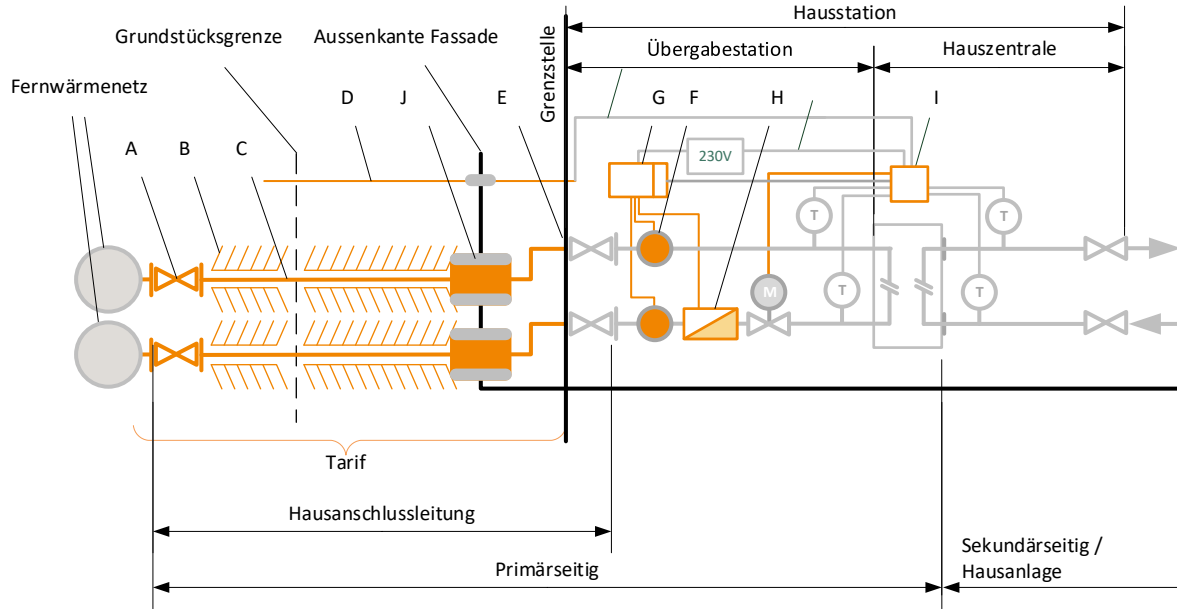 Hausstation
Grundstücksgrenze
Aussenkante Fassade
Grenzstelle
Übergabestation
Hauszentrale
Fernwärmenetz
A
B
C
D
J
E
G
F
H
I
230V
T
T
T
T
M
Tarif
Hausanschlussleitung
Primärseitig
Sekundärseitig /
Hausanlage